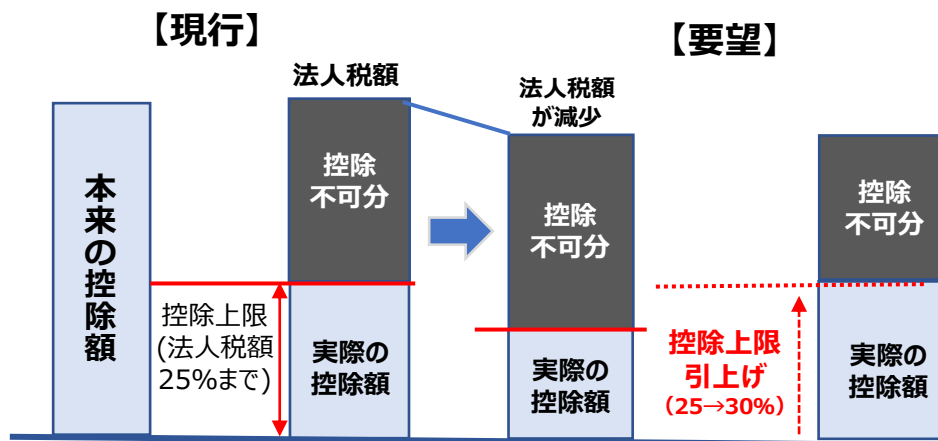 【現行】
本来の控除額
控除上限
(法人税額
25%まで)
法人税額
控除
不可分
実際の
控除額
【要望】
法人税額
が減少
控除
不可分
実際の
控除額
控除上限
引上げ
（25→30%）
控除
不可分
実際の
控除額